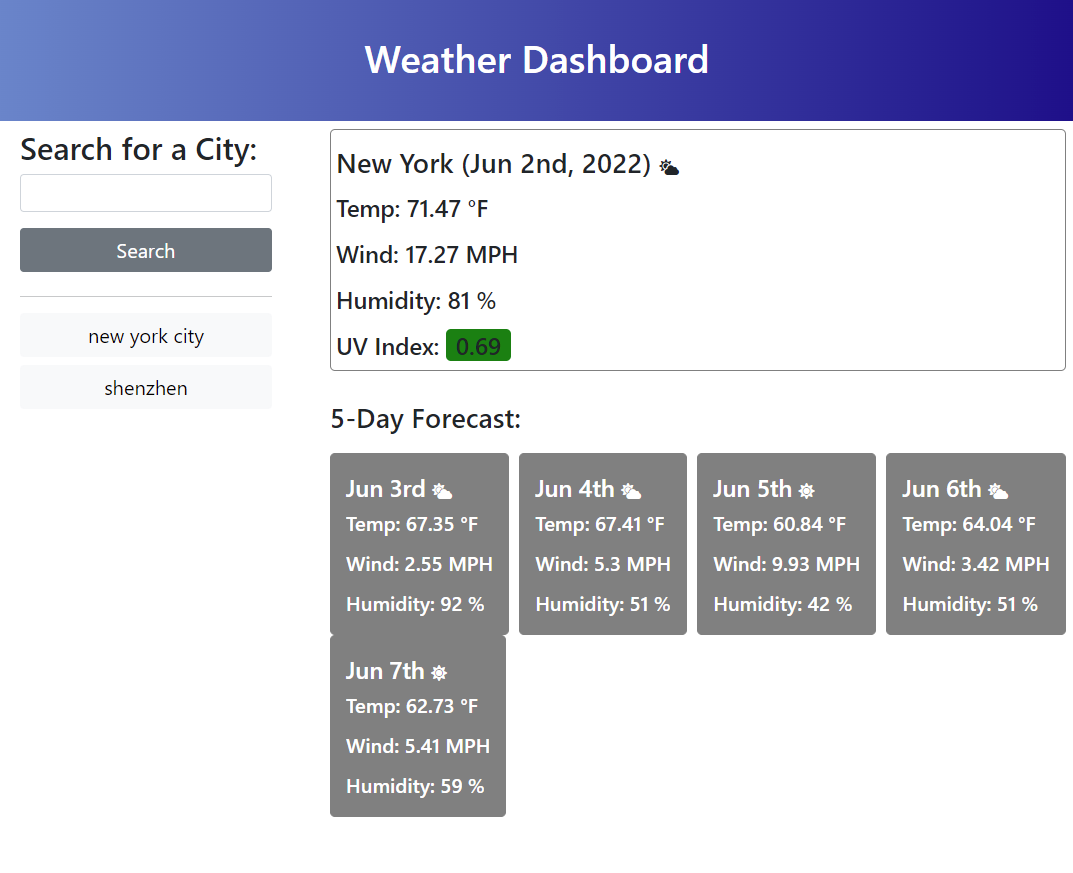 Weather Dashboard
Search for a City:
Search
new york city
shenzhen
New York (Jun 2nd, 2022)
Temp: 71.47 °F
Wind: 17.27 MPH
Humidity: 81 %
UV Index: 0.69
5-Day Forecast:
Jun 3rd
Temp: 67.35 °F
Wind: 2.55 MPH
Humidity: 92 %
Jun 4th
Temp: 67.41 °F
Wind: 5.3 MPH
Humidity: 51 %
Jun 5th
Temp: 60.84 °F
Wind: 9.93 MPH
Humidity: 42 %
Jun 6th
Temp: 64.04 °F
Wind: 3.42 MPH
Humidity: 51 %
Jun 7th
Temp: 62.73 °F
Wind: 5.41 MPH
Humidity: 59 %